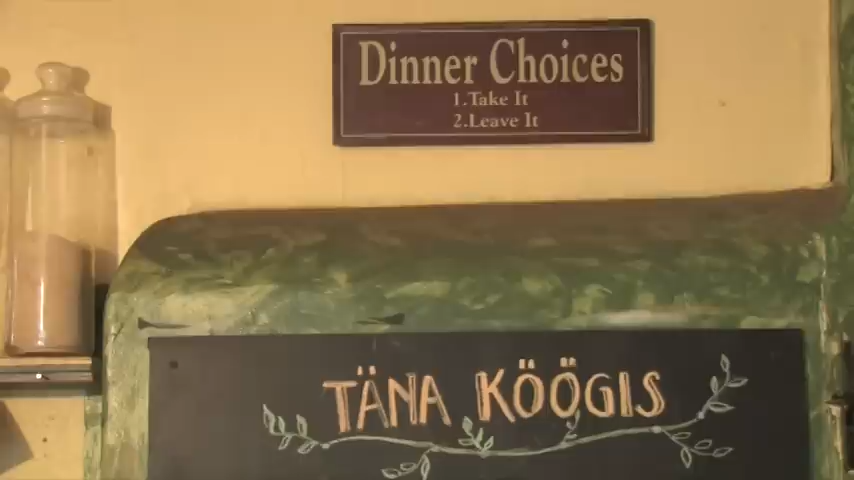 Dinner Choices
1.Take It
2.Leave It
TÄNA KÖÖGIS